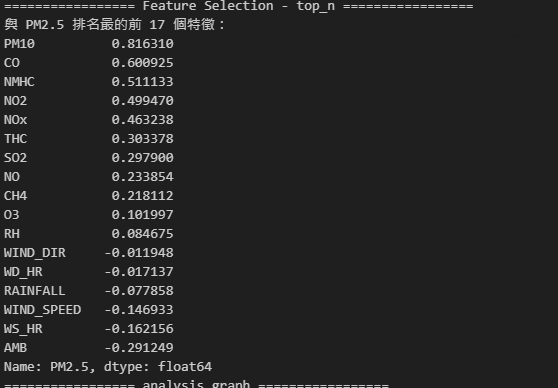 ================= Feature Selection - top_n =================
與 PM2.5 排名最的前 17 個特徵：
PM10 0.816310
CO 0.600925
NMHC 0.511133
NO2 0.499470
NOx 0.463238
THC 0.303378
SO2 0.297900
NO 0.233854
CH4 0.218112
O3 0.101997
RH 0.084675
WIND_DIR -0.011948
WD_HR -0.017137
RAINFALL -0.077858
WIND_SPEED -0.146933
WS_HR -0.162156
AMB -0.291249
Name: PM2.5, dtype: float64
================= analysis graph =================